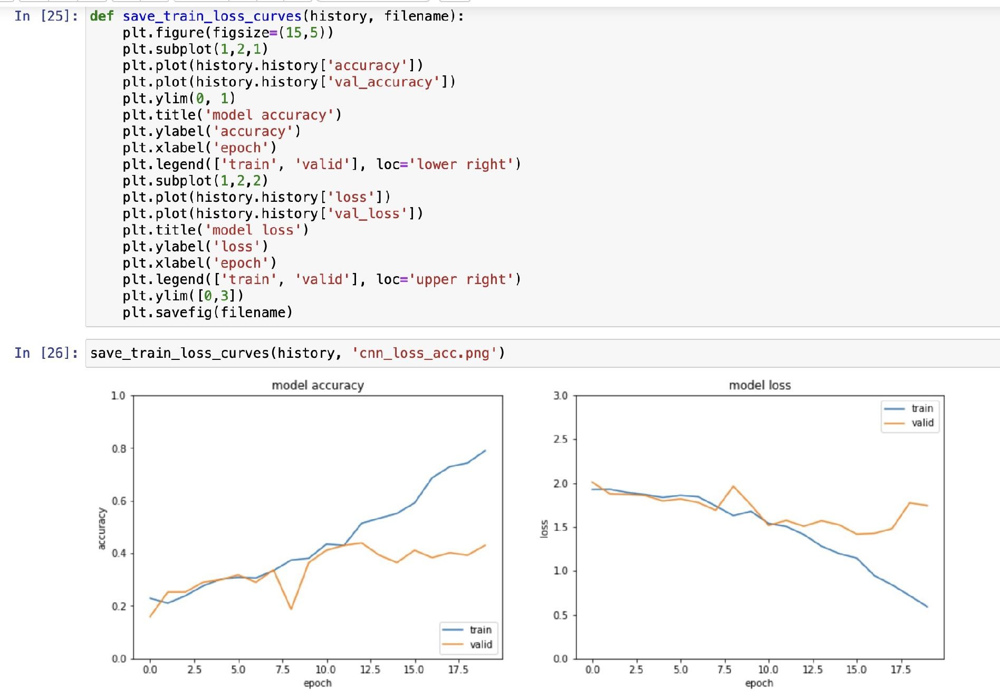 In [25]: def save_train_loss_curves(history, filename):
    plt.figure(figsize=(15,5))
    plt.subplot(1,2,1)
    plt.plot(history.history['accuracy'])
    plt.plot(history.history['val_accuracy'])
    plt.ylim(0, 1)
    plt.title('model accuracy')
    plt.ylabel('accuracy')
    plt.xlabel('epoch')
    plt.legend(['train', 'valid'], loc='lower right')
    plt.subplot(1,2,2)
    plt.plot(history.history['loss'])
    plt.plot(history.history['val_loss'])
    plt.title('model loss')
    plt.ylabel('loss')
    plt.xlabel('epoch')
    plt.legend(['train', 'valid'], loc='upper right')
    plt.ylim([0,3])
    plt.savefig(filename)
In [26]: save_train_loss_curves(history, 'cnn_loss_acc.png')
model accuracy
1.0
0.8
0.6
0.4
0.2
0.0
accuracy
train
valid
0.0 2.5 5.0 7.5 10.0 12.5 15.0 17.5
epoch
model loss
3.0
2.5
2.0
1.5
1.0
0.5
0.0
loss
train
valid
0.0 2.5 5.0 7.5 10.0 12.5 15.0 17.5
epoch